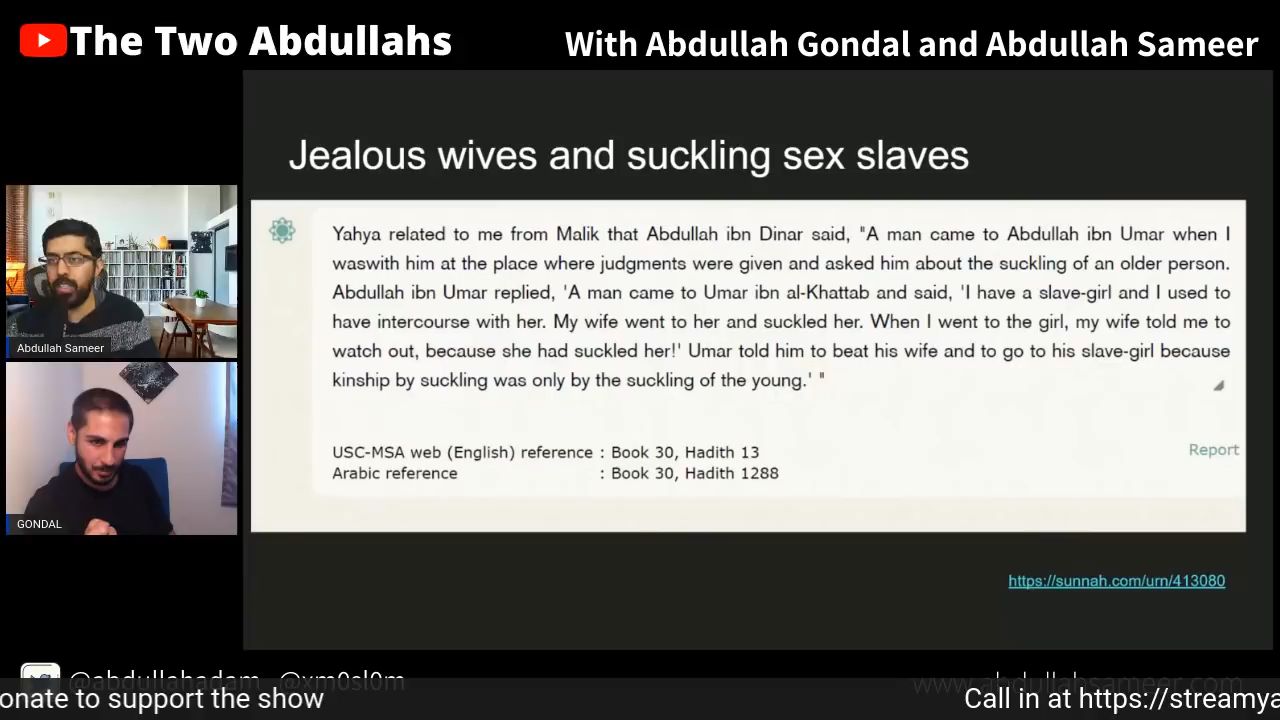 The Two Abdullahs
With Abdullah Gondal and Abdullah Sameer
Jealous wives and suckling sex slaves
Yahya related to me from Malik that Abdullah ibn Dinar said, "A man came to Abdullah ibn Umar when I
waswith him at the place where judgments were given and asked him about the suckling of an older person.
Abdullah ibn Umar replied, 'A man came to Umar ibn al-Khattab and said, 'I have a slave-girl and I used to
have intercourse with her. My wife went to her and suckled her. When I went to the girl, my wife told me to
watch out, because she had suckled her!' Umar told him to beat his wife and to go to his slave-girl because
kinship by suckling was only by the suckling of the young.' "
USC-MSA web (English) reference : Book 30, Hadith 13
Arabic reference : Book 30, Hadith 1288
Report
https://sunnah.com/urn/413080
Abdullah Sameer
GONDAL
@abdullahadam @xm0sl0m
www.abdullahsameer.com
onate to support the show
Call in at https://streamya